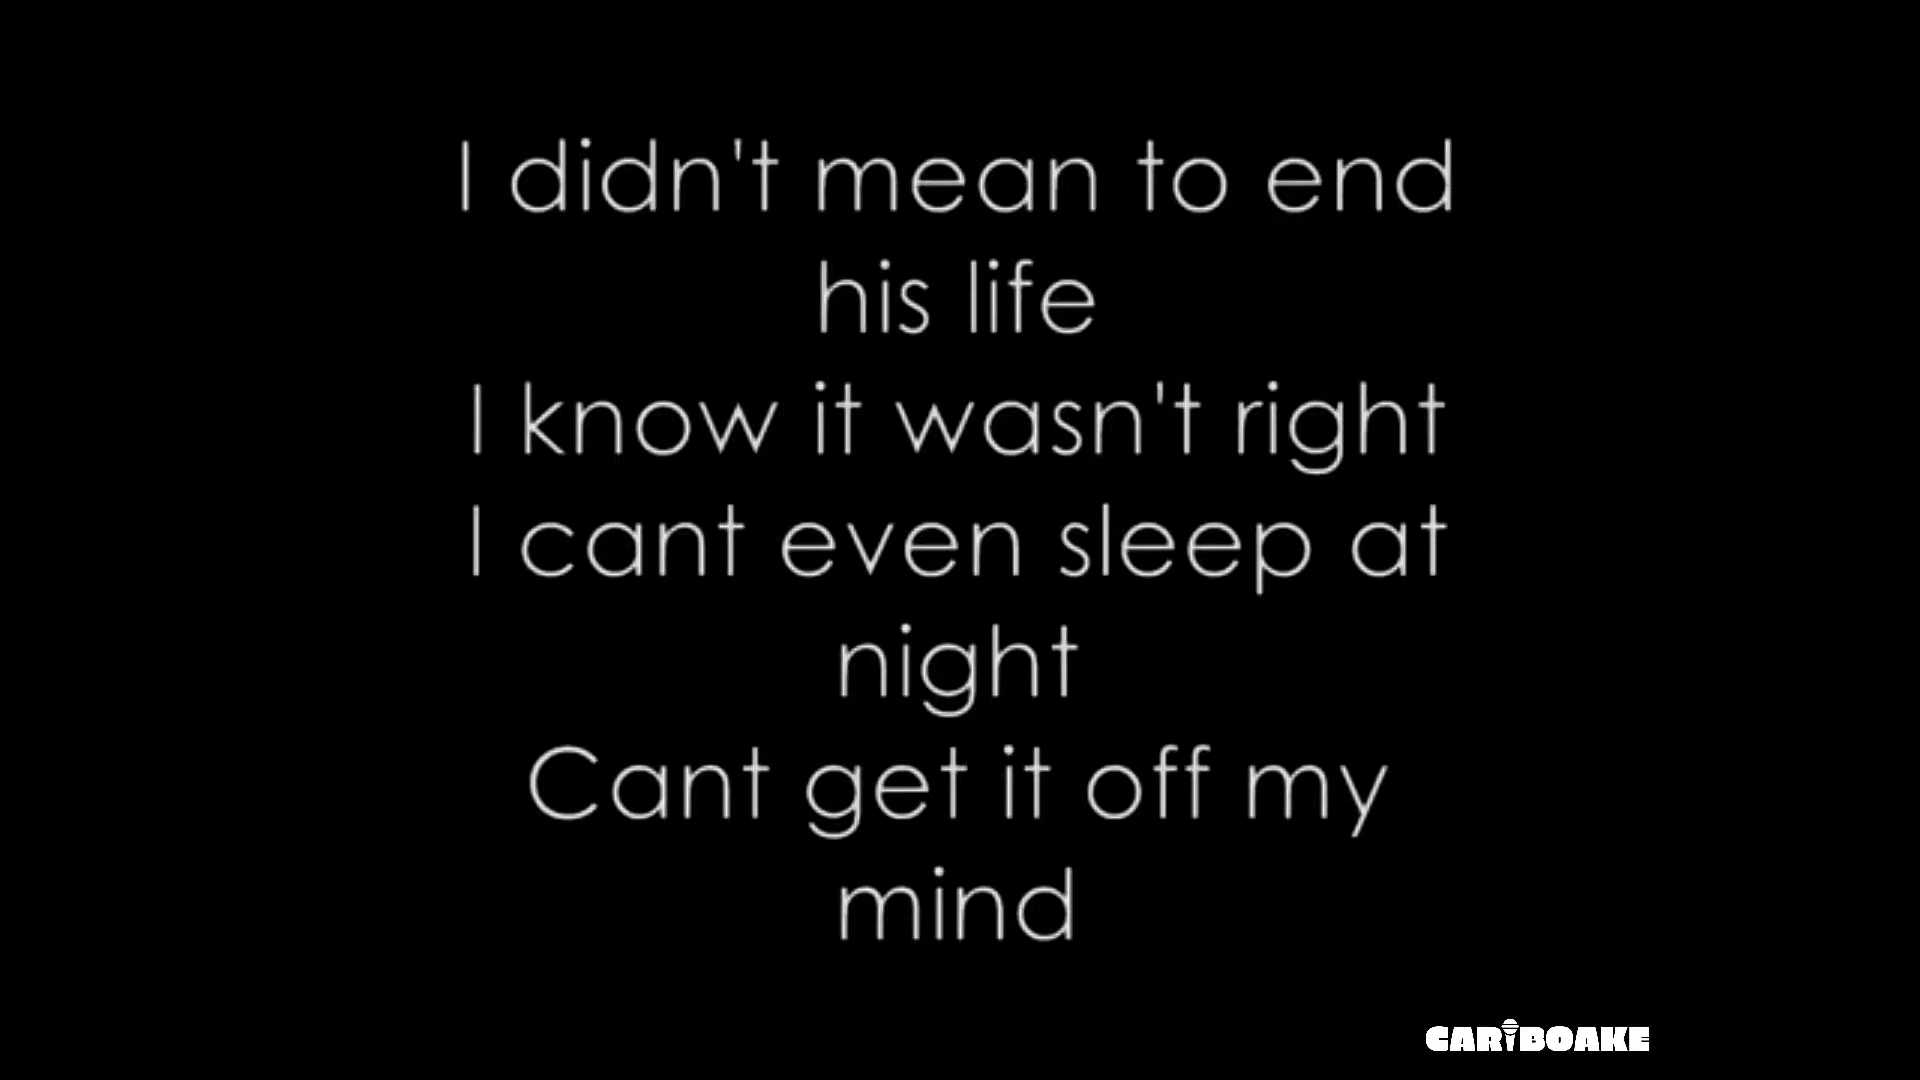 I didn't mean to end
his life
I know it wasn't right
I cant even sleep at
night
Cant get it off my
mind
CARIBOAKE